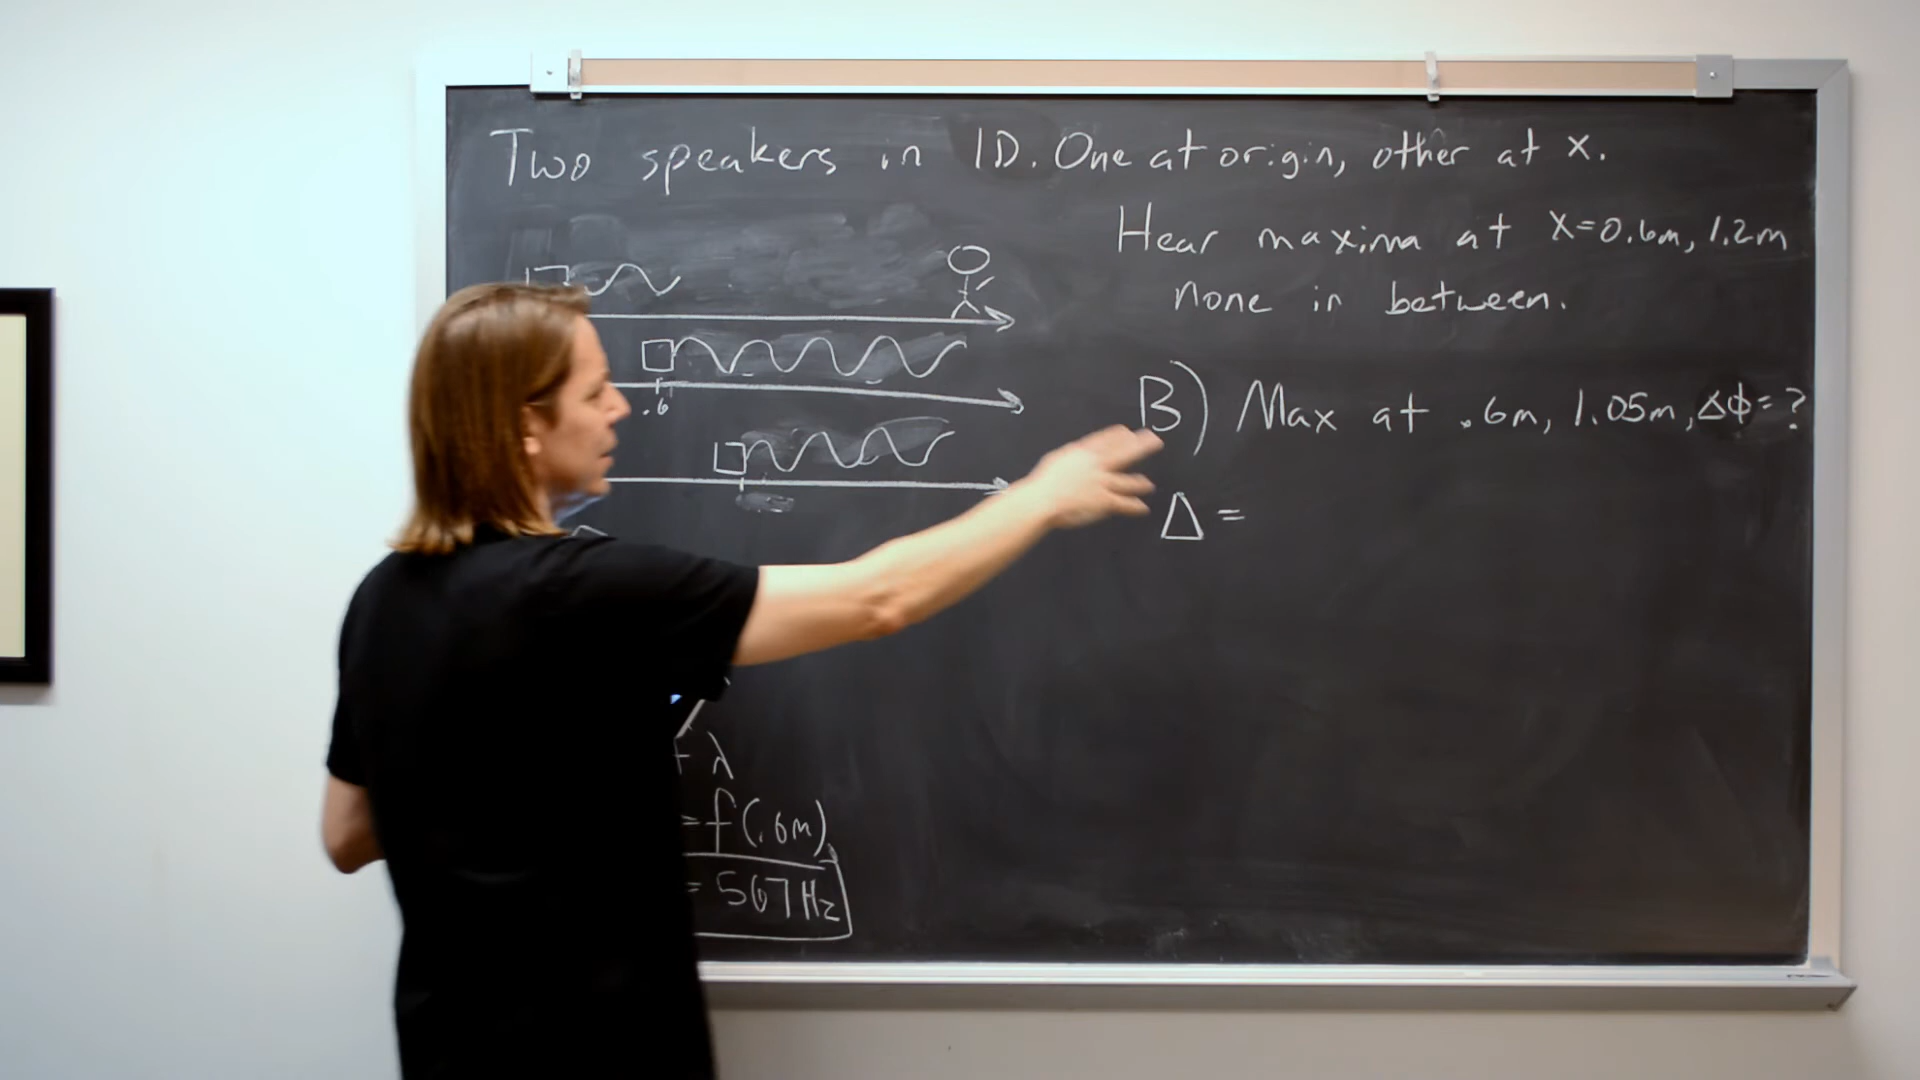 Two speakers in 1D. One at origin, other at x.
Hear maxima at x=0.6m, 1.2m
none in between.
.6
B) Max at .6m, 1.05m, Δϕ=?
Δ=
λ
=f(.6m)
= 567Hz